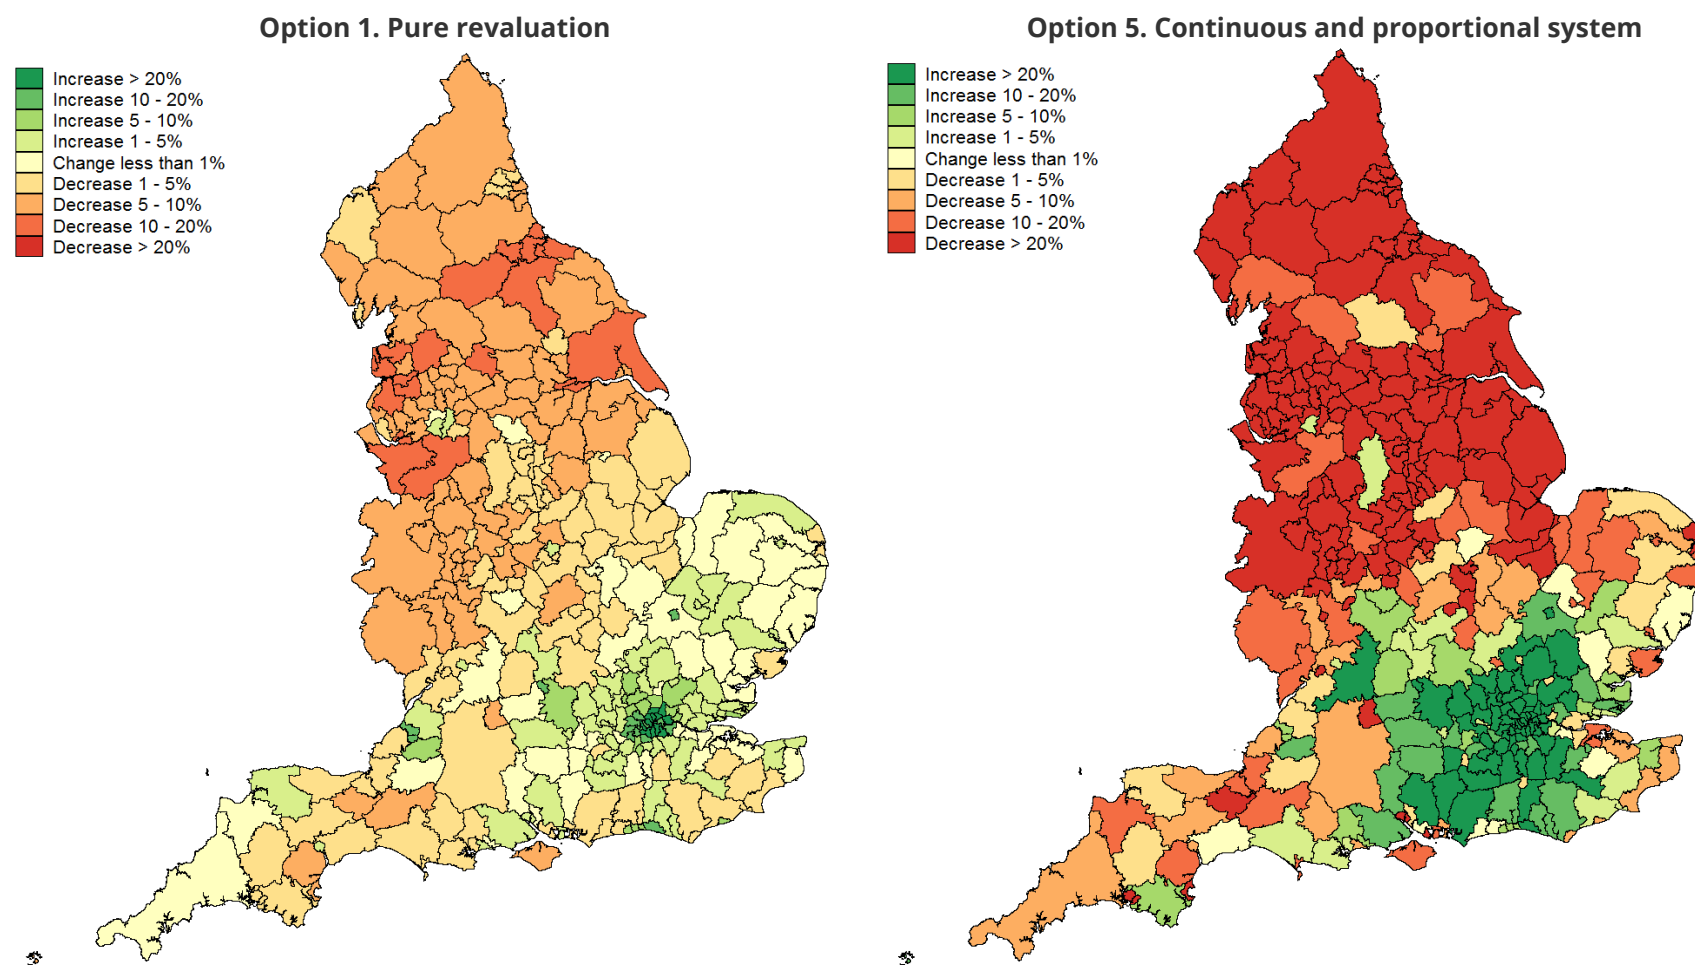 Option 1. Pure revaluation
Increase > 20%
Increase 10 - 20%
Increase 5 - 10%
Increase 1 - 5%
Change less than 1%
Decrease 1 - 5%
Decrease 5 - 10%
Decrease 10 - 20%
Decrease > 20%
Option 5. Continuous and proportional system
Increase > 20%
Increase 10 - 20%
Increase 5 - 10%
Increase 1 - 5%
Change less than 1%
Decrease 1 - 5%
Decrease 5 - 10%
Decrease 10 - 20%
Decrease > 20%